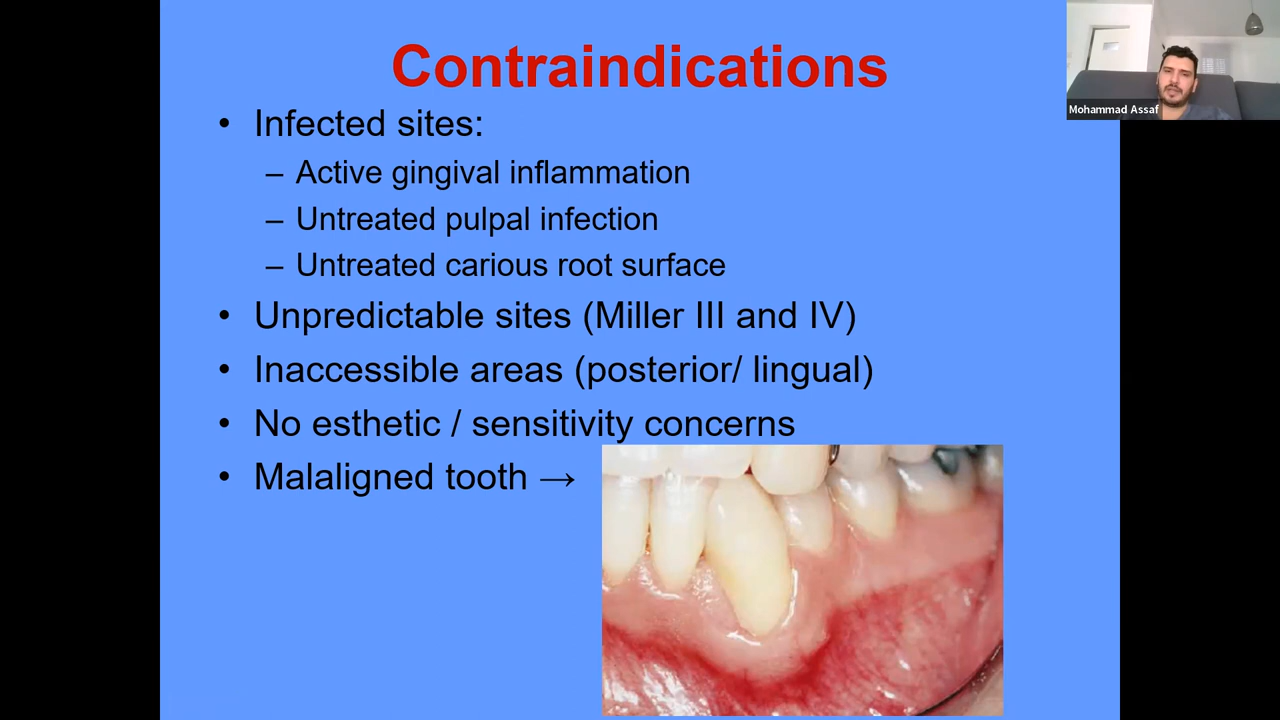 Contraindications
• Infected sites:
– Active gingival inflammation
– Untreated pulpal infection
– Untreated carious root surface
• Unpredictable sites (Miller III and IV)
• Inaccessible areas (posterior/ lingual)
• No esthetic / sensitivity concerns
• Malaligned tooth →
Mohammad Assaf